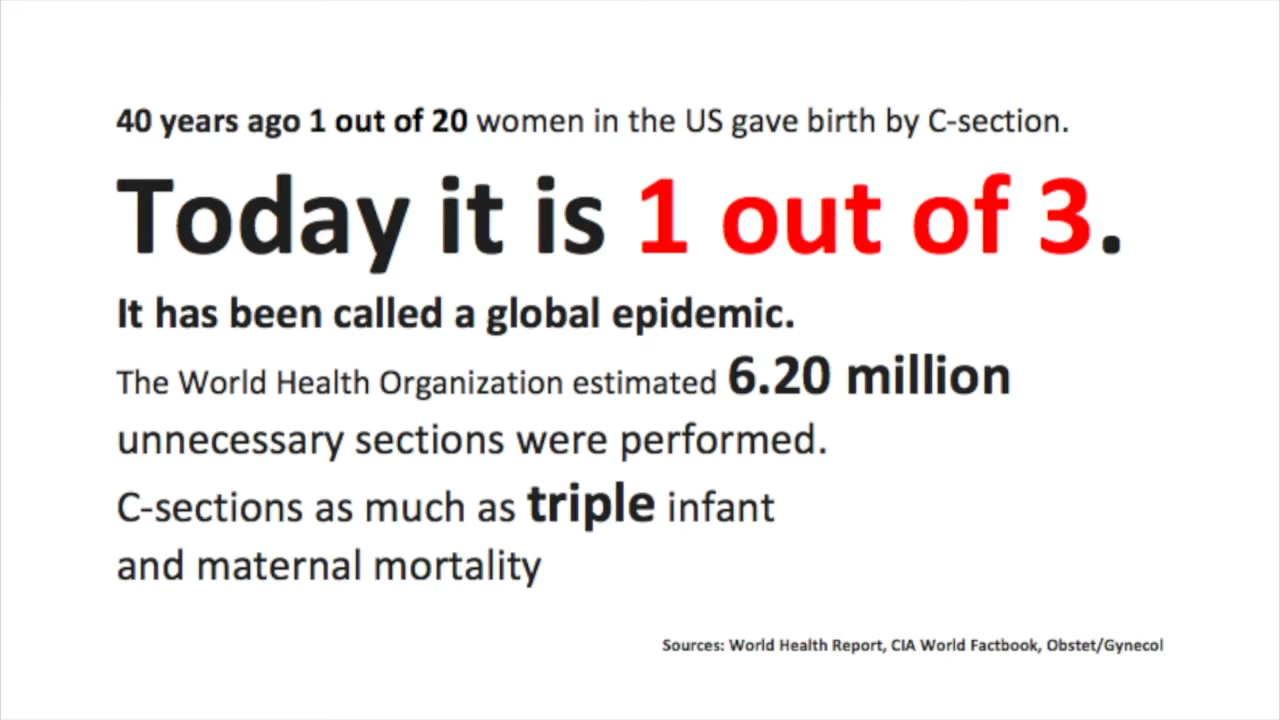 40 years ago 1 out of 20 women in the US gave birth by C-section.
Today it is 1 out of 3.
It has been called a global epidemic.
The World Health Organization estimated 6.20 million
unnecessary sections were performed.
C-sections as much as triple infant
and maternal mortality
Sources: World Health Report, CIA World Factbook, Obstet/Gynecol